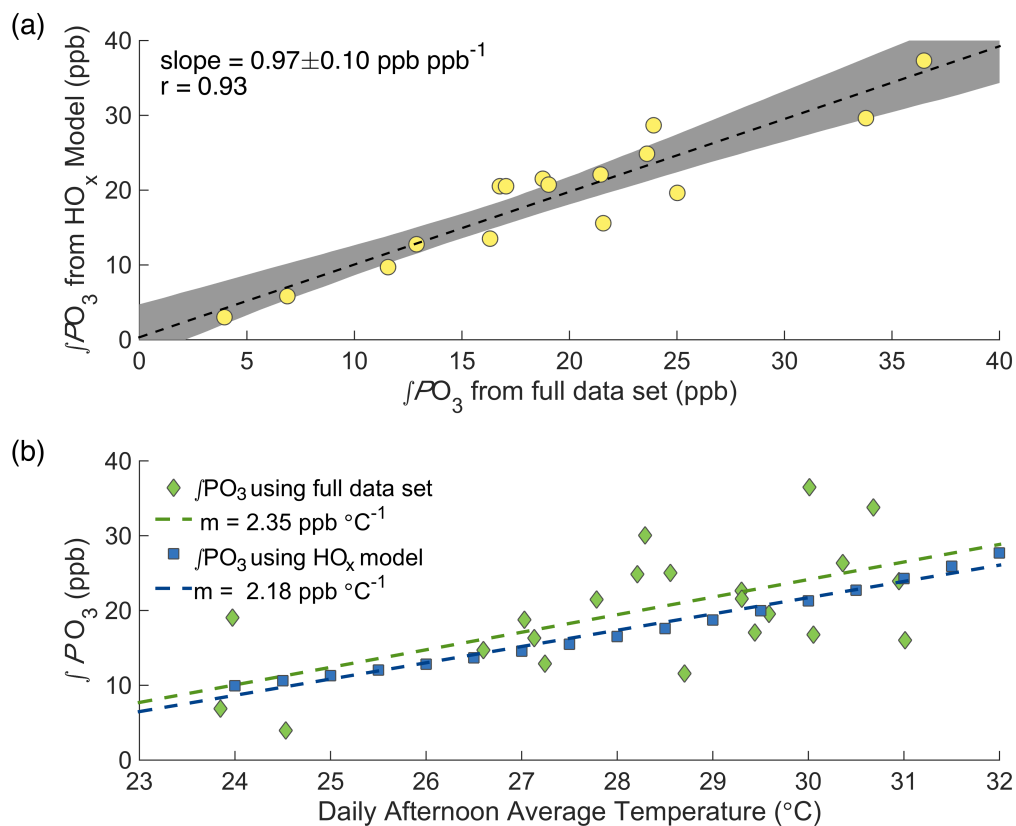 (a)
slope = 0.97±0.10 ppb ppb⁻¹
r = 0.93
∫PO₃ from HOₓ Model (ppb)
40
30
20
10
0
0 5 10 15 20 25 30 35 40
∫PO₃ from full data set (ppb)
(b)
∫PO₃ using full data set
m = 2.35 ppb °C⁻¹
∫PO₃ using HOₓ model
m = 2.18 ppb °C⁻¹
∫PO₃ (ppb)
40
30
20
10
0
23 24 25 26 27 28 29 30 31 32
Daily Afternoon Average Temperature (°C)